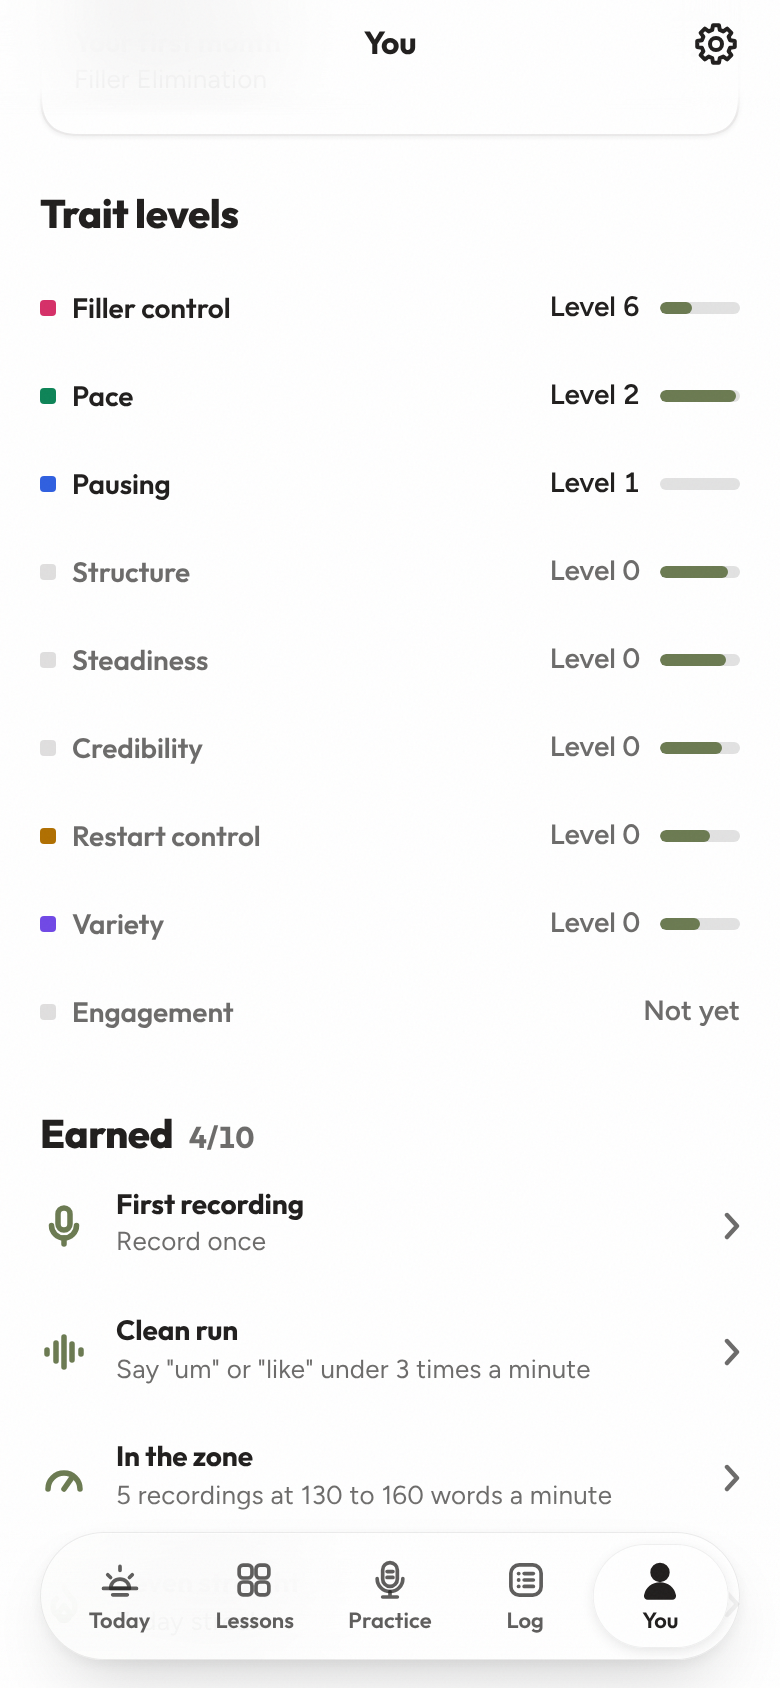 You
Filler Elimination
Trait levels
Filler control Level 6
Pace Level 2
Pausing Level 1
Structure Level 0
Steadiness Level 0
Credibility Level 0
Restart control Level 0
Variety Level 0
Engagement Not yet
Earned 4/10
First recording
Record once
Clean run
Say "um" or "like" under 3 times a minute
In the zone
5 recordings at 130 to 160 words a minute
Today Lessons Practice Log You